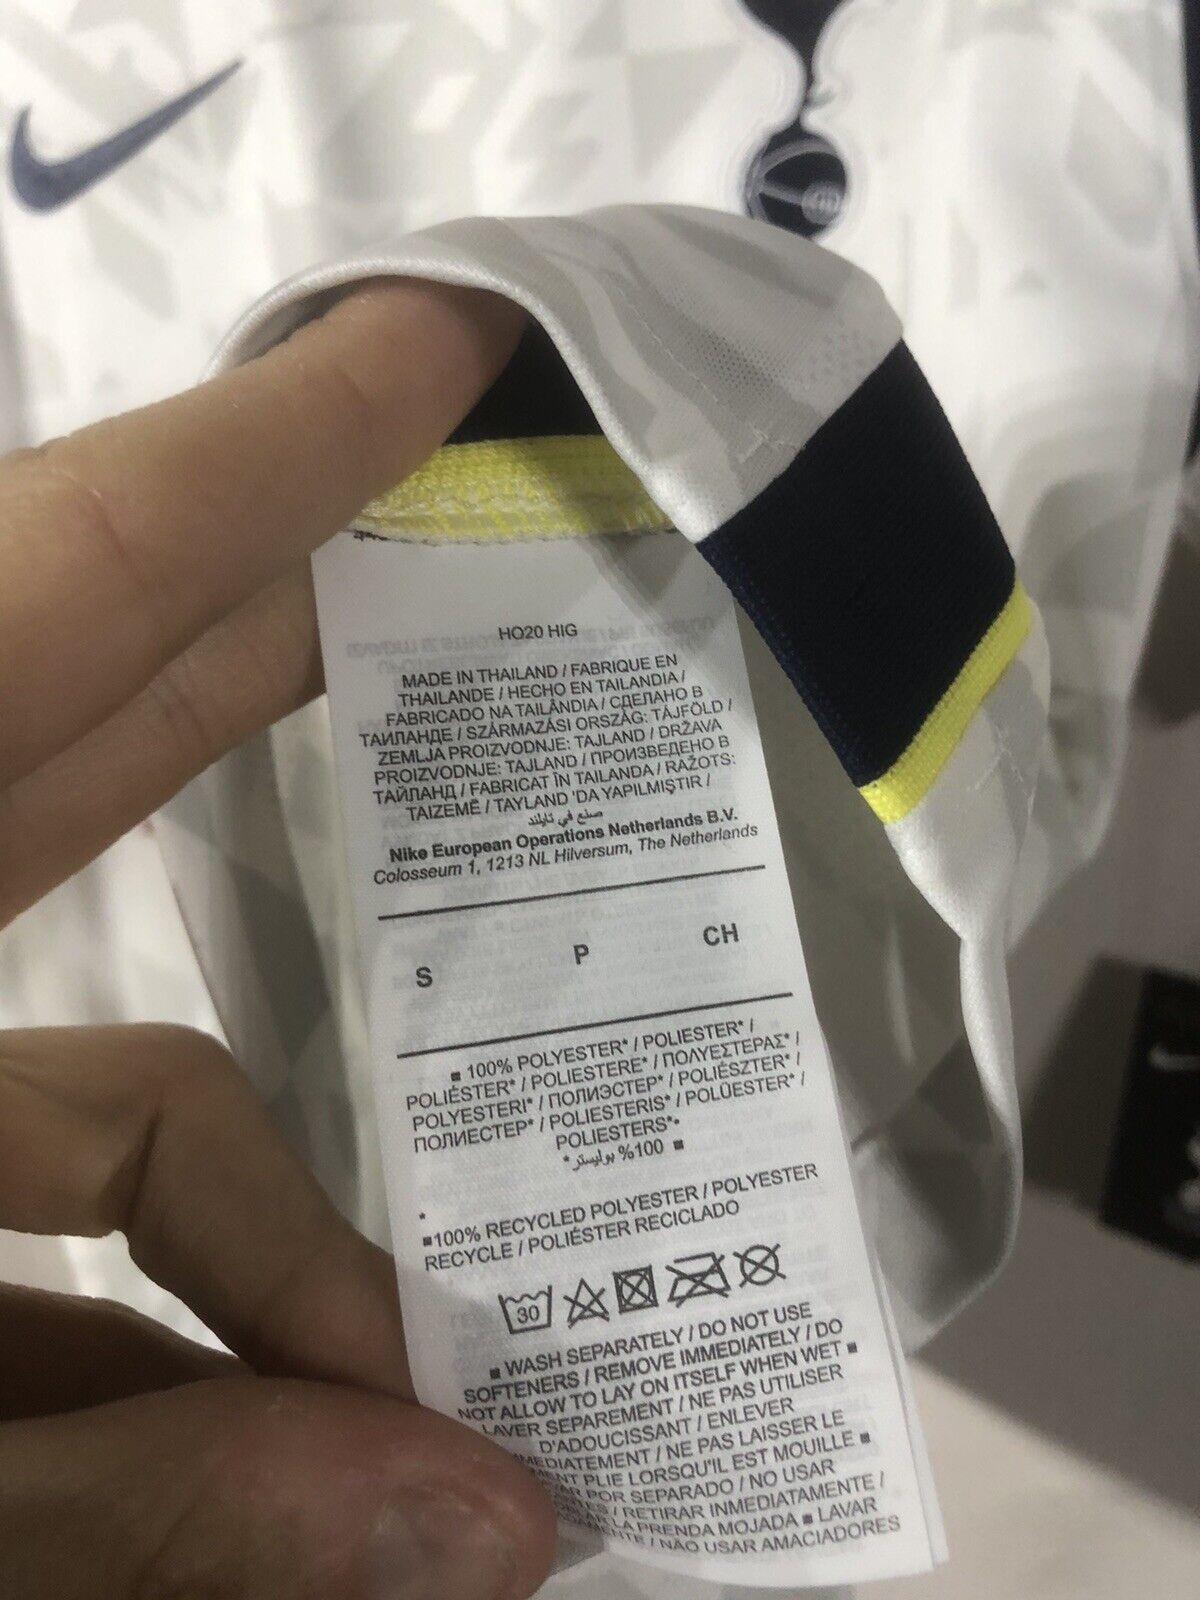 HO20 HIG
MADE IN THAILAND / FABRIQUE EN
THAILANDE / HECHO EN TAILANDIA /
FABRICADO NA TAILÂNDIA / СДЕЛАНО В
ТАИЛАНДЕ / SZÁRMAZÁSI ORSZÁG: TÁJFÖLD /
ZEMLJA PROIZVODNJE: TAJLAND / DRŽAVA
PROIZVODNJE: TAJLAND / ПРОИЗВЕДЕНО В
ТАЙЛАНД / FABRICAT ÎN TAILANDA / RAŽOTS:
TAIZEMĒ / TAYLAND 'DA YAPILMIŞTIR /
صنع في تايلند
Nike European Operations Netherlands B.V.
Colosseum 1, 1213 NL Hilversum, The Netherlands
S P CH
■ 100% POLYESTER* / POLIESTER* /
POLIÉSTER* / POLIESTERE* / ΠΟΛΥΕΣΤΕΡΑΣ* /
POLYESTERI* / ПОЛИЭСТЕР* / POLIÉSZTER* /
ПОЛИЕСТЕР* / POLIESTERIS* / POLÜESTER* /
POLIESTERS*
■ 100% بوليستر*
*
■100% RECYCLED POLYESTER / POLYESTER
RECYCLE / POLIÉSTER RECICLADO
30
■ WASH SEPARATELY / DO NOT USE
SOFTENERS / REMOVE IMMEDIATELY / DO
NOT ALLOW TO LAY ON ITSELF WHEN WET ■
LAVER SEPAREMENT / NE PAS UTILISER
D'ADOUCISSANT / ENLEVER
/ NE PAS LAISSER LE
PLIE LORSQU'IL EST MOUILLE ■
POR SEPARADO / NO USAR
/ RETIRAR INMEDIATAMENTE /
LA PRENDA MOJADA ■ LAVAR
/ NÃO USAR AMACIADORES